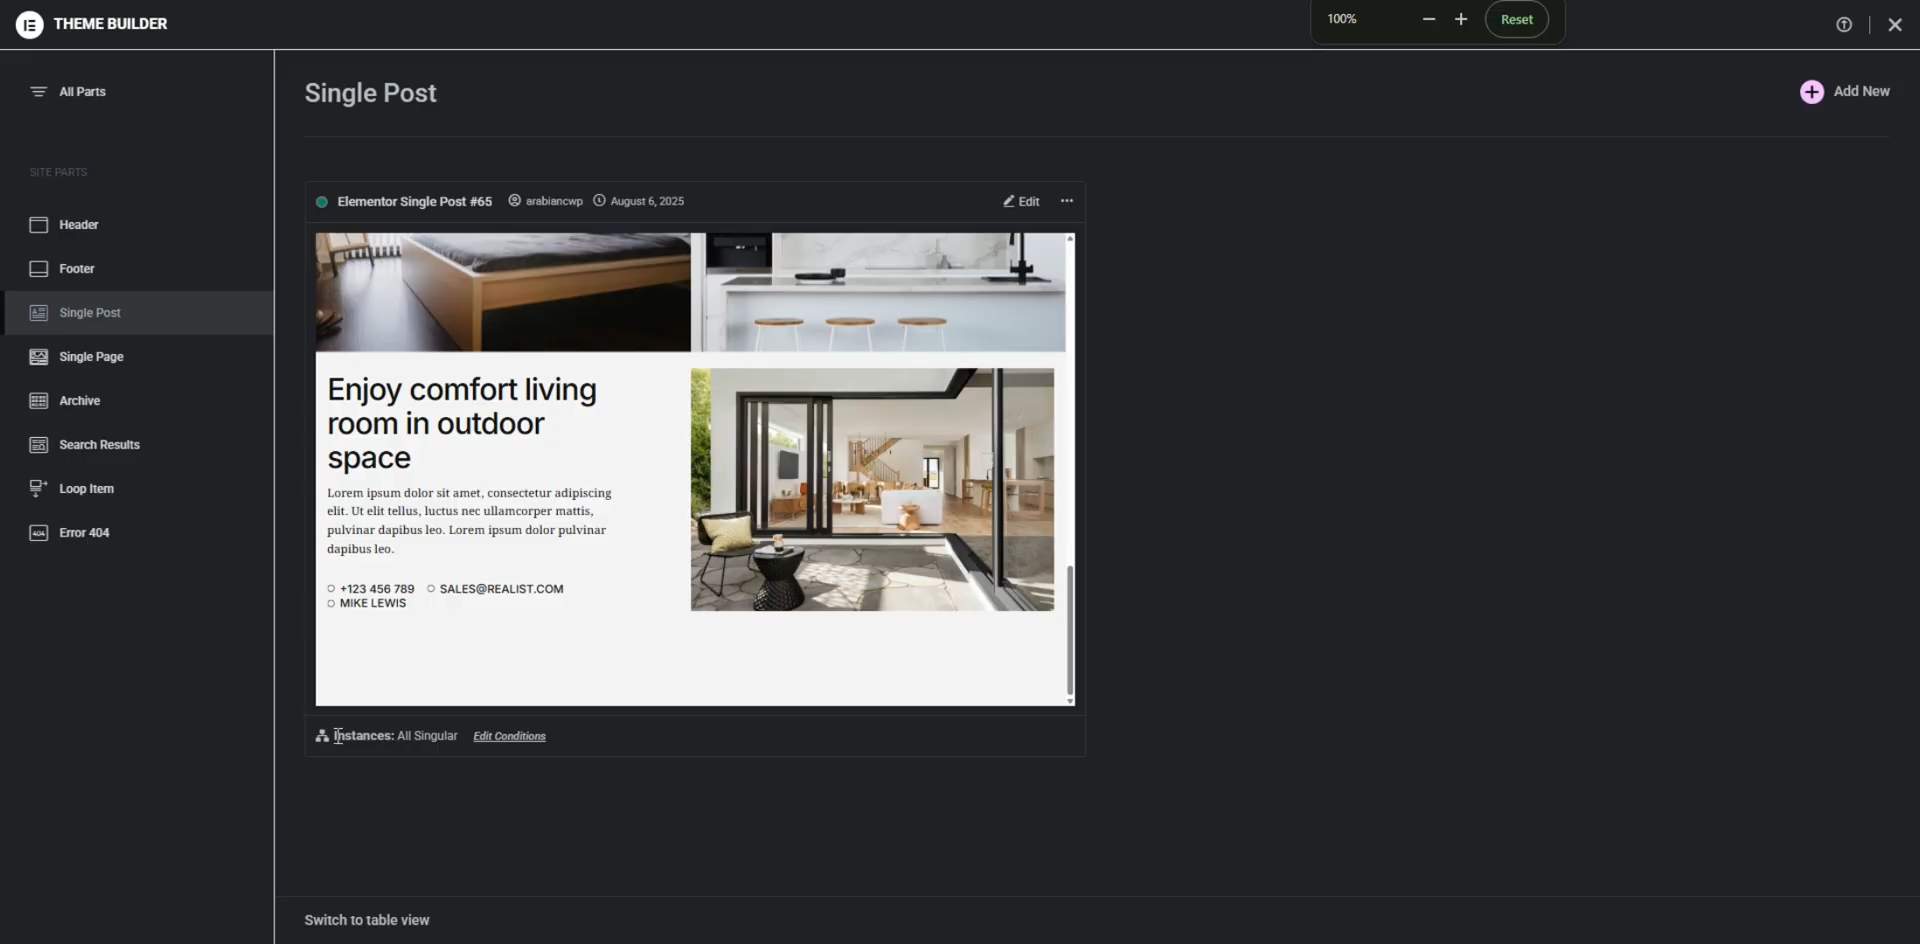 THEME BUILDER
100%
Reset
All Parts
Single Post
Add New
SITE PARTS
Header
Footer
Single Post
Single Page
Archive
Search Results
Loop Item
404
Error 404
Elementor Single Post #65
arabiancwp
August 6, 2025
Edit
Enjoy comfort living
room in outdoor
space
Lorem ipsum dolor sit amet, consectetur adipiscing
elit. Ut elit tellus, luctus nec ullamcorper mattis,
pulvinar dapibus leo. Lorem ipsum dolor pulvinar
dapibus leo.
+123 456 789 SALES@REALIST.COM
MIKE LEWIS
Instances: All Singular Edit Conditions
Switch to table view